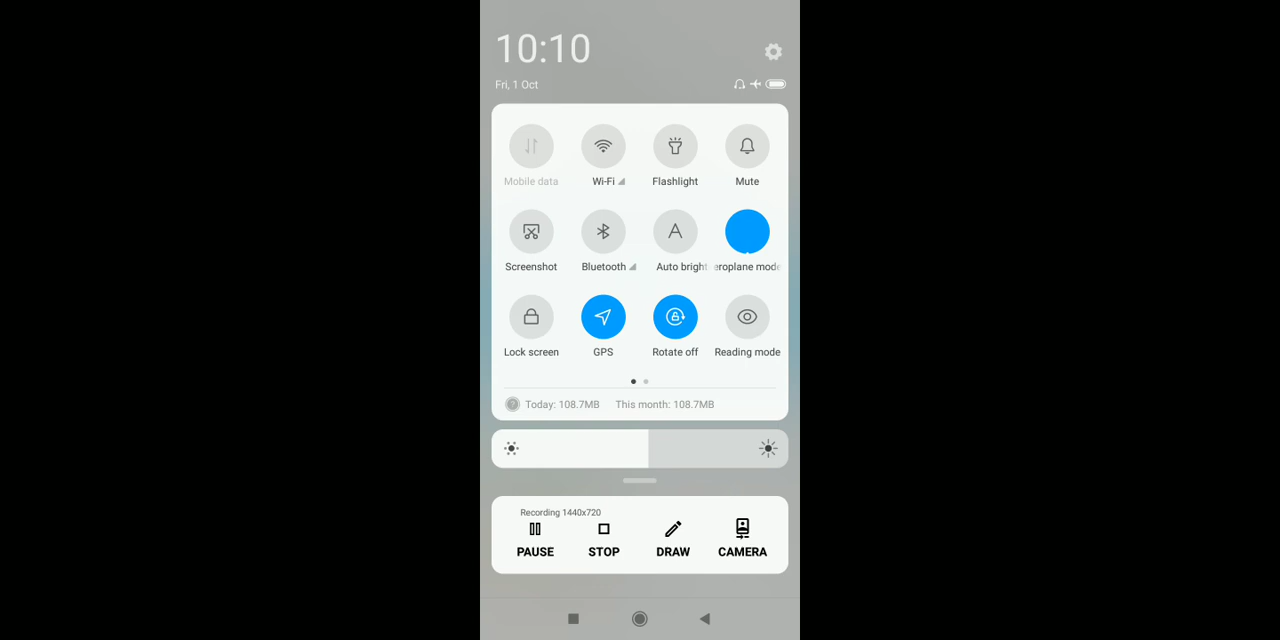 10:10
Fri, 1 Oct
Mobile data Wi-Fi Flashlight Mute
Screenshot Bluetooth Auto bright eroplane mode
Lock screen GPS Rotate off Reading mode
Today: 108.7MB This month: 108.7MB
Recording 1440x720
PAUSE STOP DRAW CAMERA